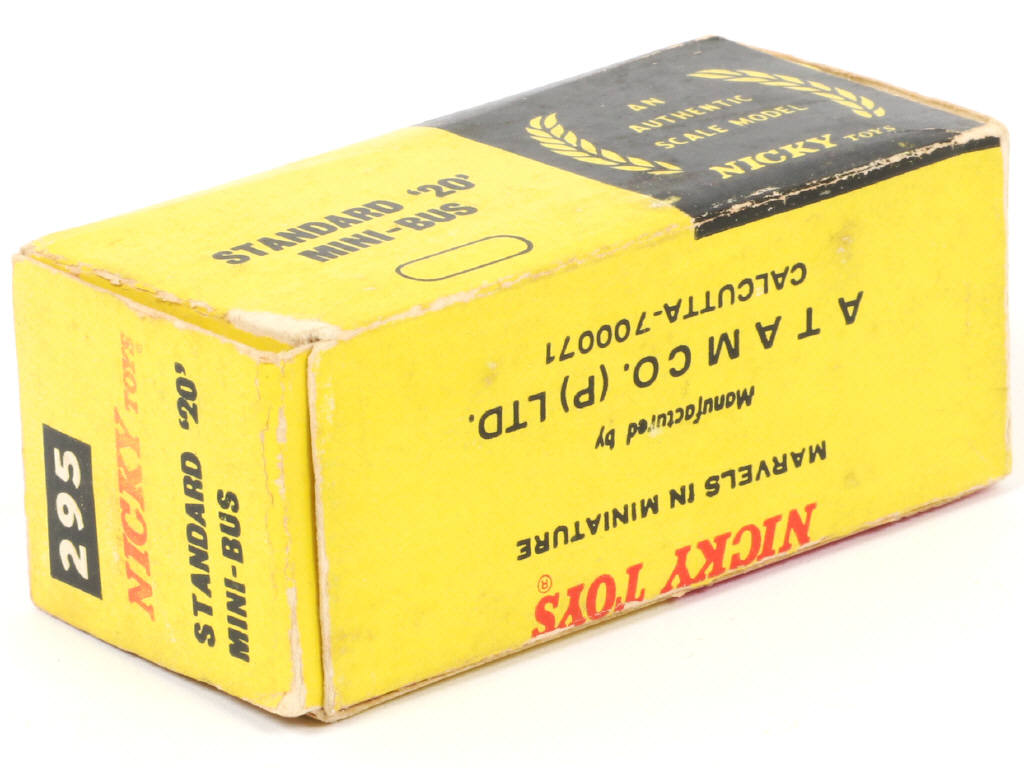 AN
AUTHENTIC
SCALE MODEL
NICKY TOYS
STANDARD '20'
MINI-BUS
295
NICKY TOYS
STANDARD '20'
MINI-BUS
NICKY TOYS ®
MARVELS IN MINIATURE
Manufactured by
ATAMCO. (P) LTD.
CALCUTTA-700071